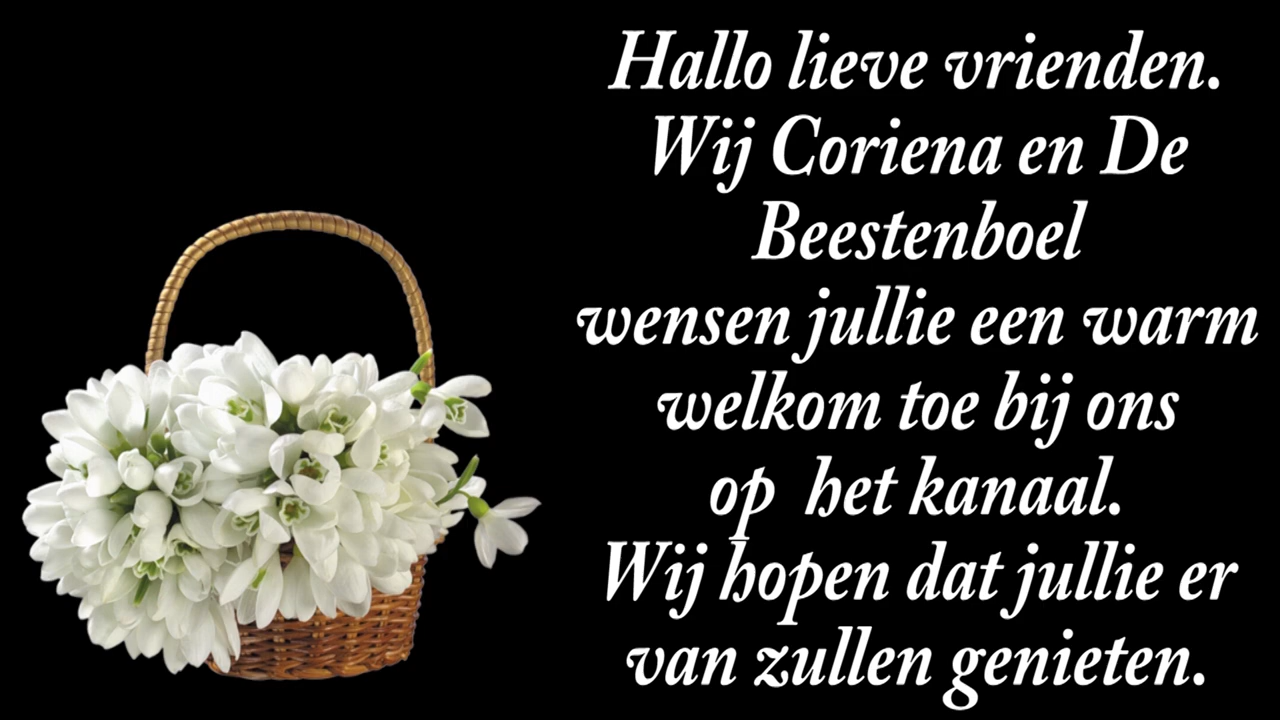 Hallo lieve vrienden.
Wij Coriena en De
Beestenboel
wensen jullie een warm
welkom toe bij ons
op het kanaal.
Wij hopen dat jullie er
van zullen genieten.